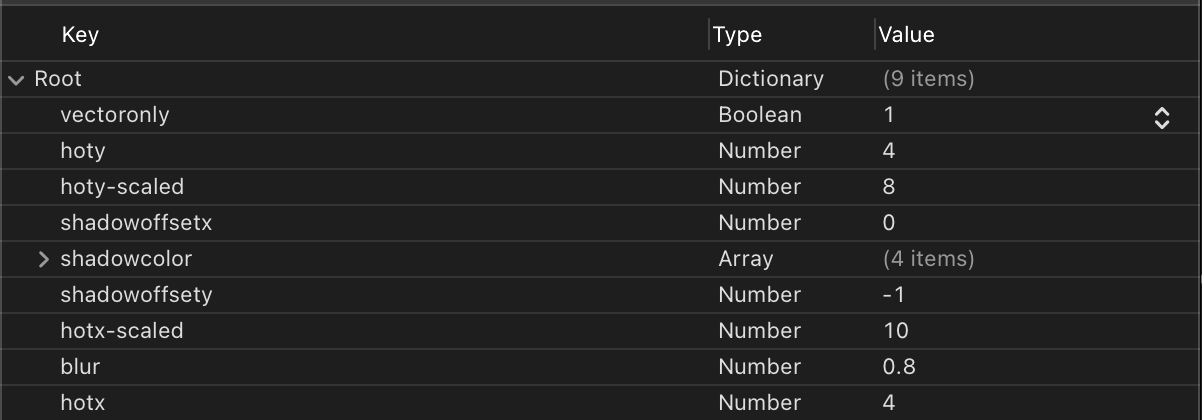 Key Type Value
Root Dictionary (9 items)
vectoronly Boolean 1
hoty Number 4
hoty-scaled Number 8
shadowoffsetx Number 0
shadowcolor Array (4 items)
shadowoffsety Number -1
hotx-scaled Number 10
blur Number 0.8
hotx Number 4